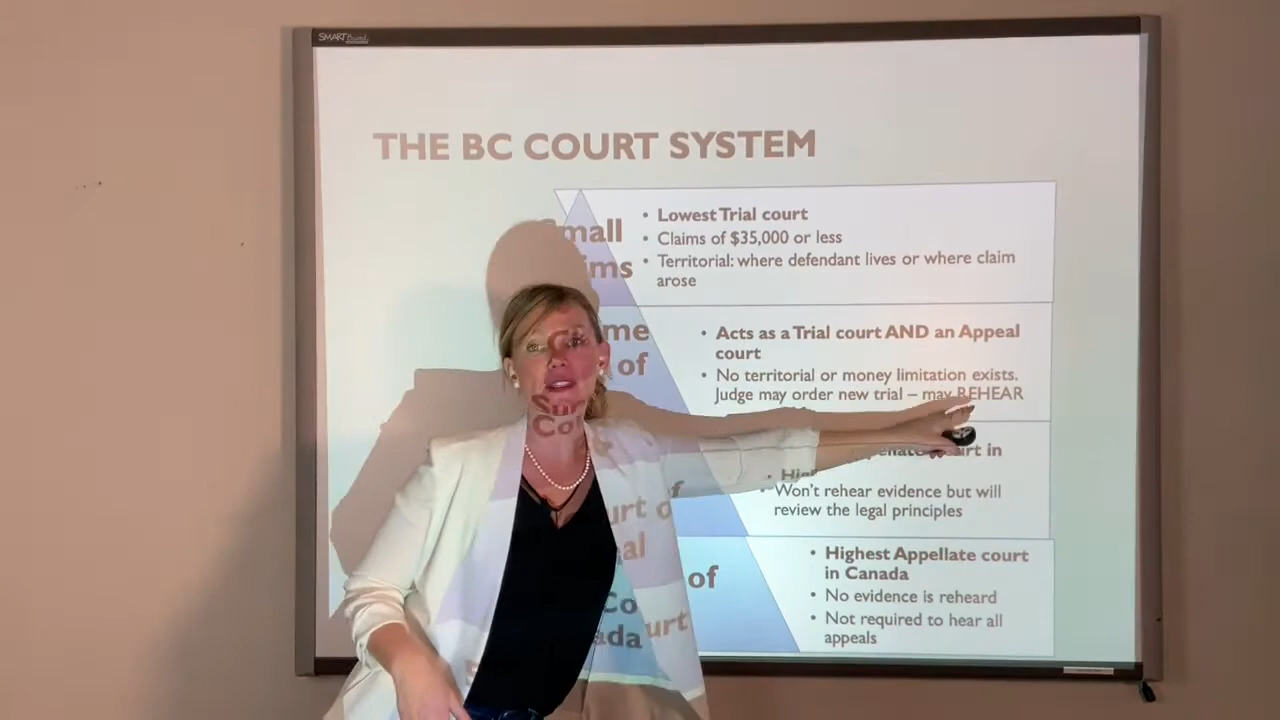 SMART Board
THE BC COURT SYSTEM
• Lowest Trial court
• Claims of $35,000 or less
• Territorial: where defendant lives or where claim
arose
• Acts as a Trial court AND an Appeal
court
• No territorial or money limitation exists.
Judge may order new trial – may REHEAR
court in
• Won't rehear evidence but will
review the legal principles
of
• Highest Appellate court
in Canada
• No evidence is reheard
• Not required to hear all
appeals